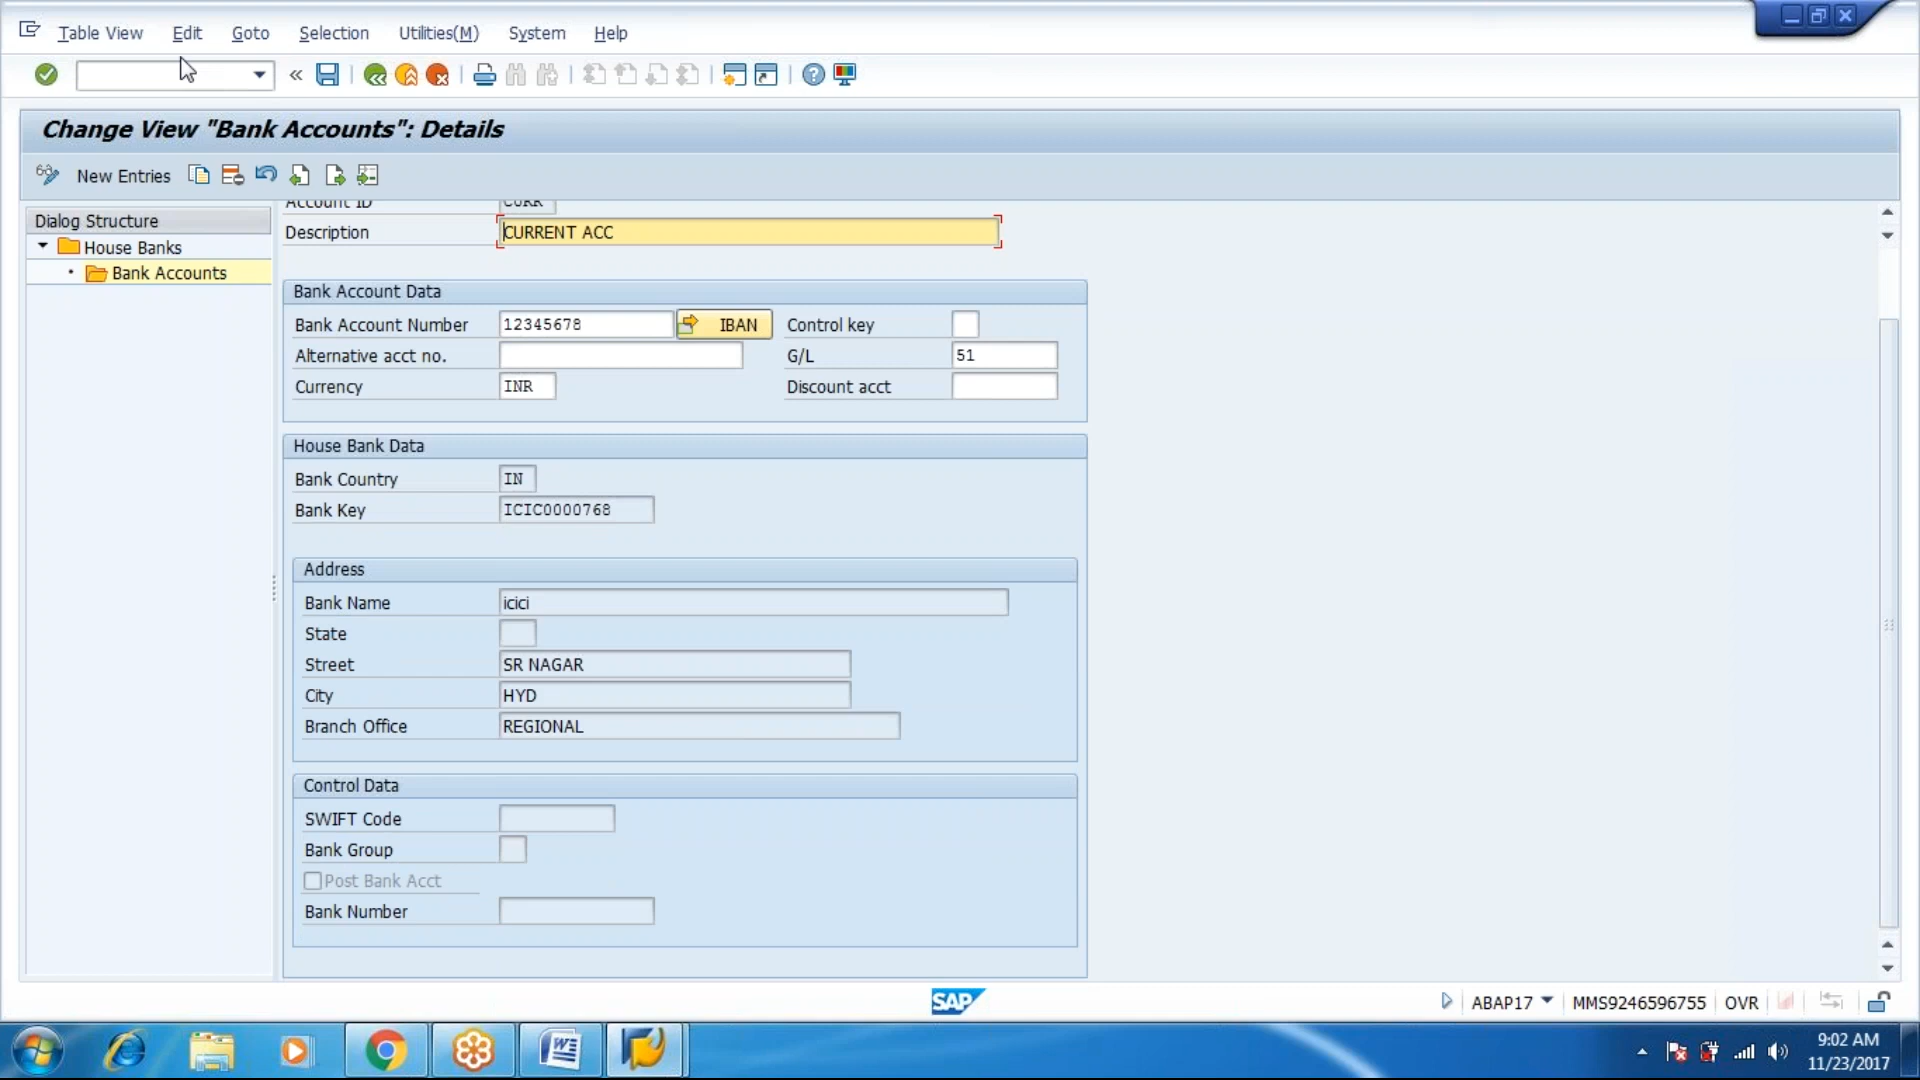 Table View Edit Goto Selection Utilities(M) System Help
Change View "Bank Accounts": Details
New Entries
Dialog Structure
House Banks
Bank Accounts
Account ID CURR
Description CURRENT ACC
Bank Account Data
Bank Account Number 12345678 IBAN Control key
Alternative acct no. G/L 51
Currency INR Discount acct
House Bank Data
Bank Country IN
Bank Key ICIC0000768
Address
Bank Name icici
State
Street SR NAGAR
City HYD
Branch Office REGIONAL
Control Data
SWIFT Code
Bank Group
Post Bank Acct
Bank Number
SAP ABAP17 MMS9246596755 OVR
9:02 AM
11/23/2017